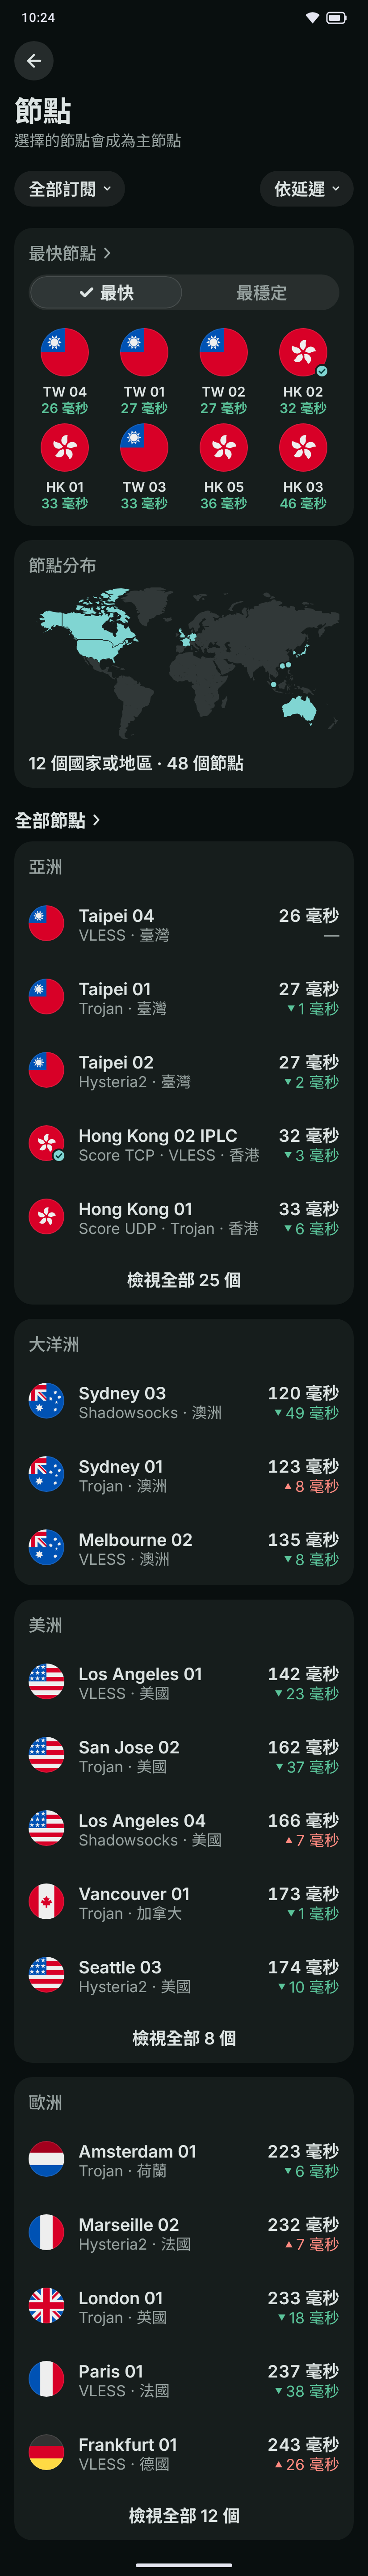 10:24
節點
選擇的節點會成為主節點
全部訂閱 依延遲
最快節點
最快 最穩定
TW 04 TW 01 TW 02 HK 02
26 毫秒 27 毫秒 27 毫秒 32 毫秒
HK 01 TW 03 HK 05 HK 03
33 毫秒 33 毫秒 36 毫秒 46 毫秒
節點分布
12 個國家或地區 · 48 個節點
全部節點
亞洲
Taipei 04 26 毫秒
VLESS · 臺灣 —
Taipei 01 27 毫秒
Trojan · 臺灣 ▼1 毫秒
Taipei 02 27 毫秒
Hysteria2 · 臺灣 ▼2 毫秒
Hong Kong 02 IPLC 32 毫秒
Score TCP · VLESS · 香港 ▼3 毫秒
Hong Kong 01 33 毫秒
Score UDP · Trojan · 香港 ▼6 毫秒
檢視全部 25 個
大洋洲
Sydney 03 120 毫秒
Shadowsocks · 澳洲 ▼49 毫秒
Sydney 01 123 毫秒
Trojan · 澳洲 ▲8 毫秒
Melbourne 02 135 毫秒
VLESS · 澳洲 ▼8 毫秒
美洲
Los Angeles 01 142 毫秒
VLESS · 美國 ▼23 毫秒
San Jose 02 162 毫秒
Trojan · 美國 ▼37 毫秒
Los Angeles 04 166 毫秒
Shadowsocks · 美國 ▲7 毫秒
Vancouver 01 173 毫秒
Trojan · 加拿大 ▼1 毫秒
Seattle 03 174 毫秒
Hysteria2 · 美國 ▼10 毫秒
檢視全部 8 個
歐洲
Amsterdam 01 223 毫秒
Trojan · 荷蘭 ▼6 毫秒
Marseille 02 232 毫秒
Hysteria2 · 法國 ▲7 毫秒
London 01 233 毫秒
Trojan · 英國 ▼18 毫秒
Paris 01 237 毫秒
VLESS · 法國 ▼38 毫秒
Frankfurt 01 243 毫秒
VLESS · 德國 ▲26 毫秒
檢視全部 12 個